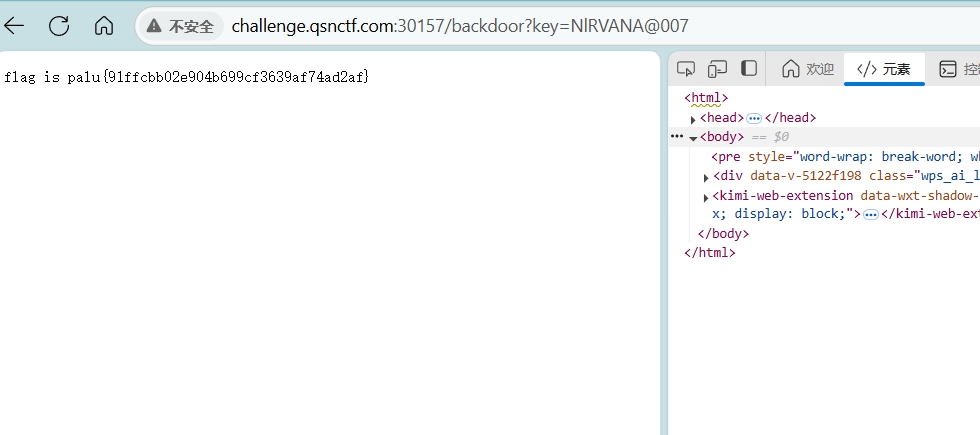 不安全 challenge.qsnctf.com:30157/backdoor?key=NIRVANA@007
flag is palu{91ffcbb02e904b699cf3639af74ad2af}
欢迎 </> 元素
<html>
<head> ••• </head>
••• <body> == $0
<pre style="word-wrap: break-word;
<div data-v-5122f198 class="wps_ai_l
<kimi-web-extension data-wxt-shadow-
x; display: block;"> ••• </kimi-web-ext
</body>
</html>